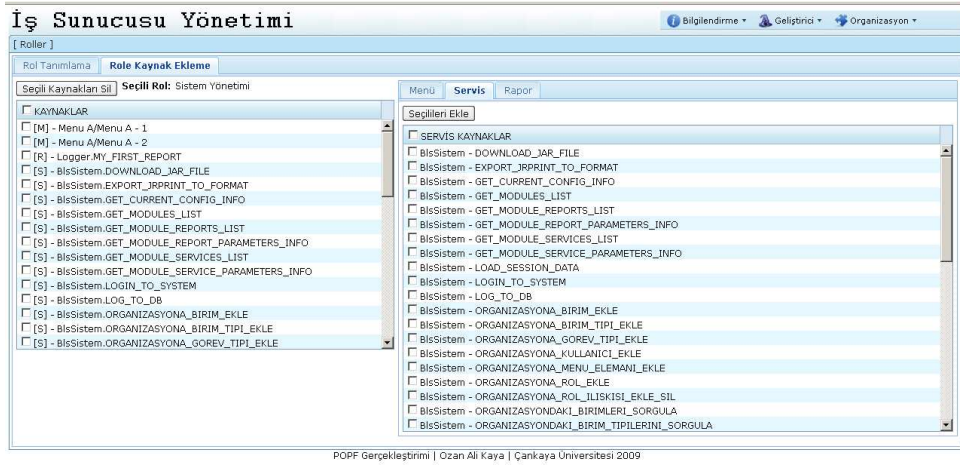 İş Sunucusu Yönetimi
Bilgilendirme Geliştirici Organizasyon
[ Roller ]
Rol Tanımlama Role Kaynak Ekleme
Seçili Kaynakları Sil Seçili Rol: Sistem Yönetimi
KAYNAKLAR
[M] - Menu A/Menu A - 1
[M] - Menu A/Menu A - 2
[R] - Logger.MY_FIRST_REPORT
[S] - BlsSistem.DOWNLOAD_JAR_FILE
[S] - BlsSistem.EXPORT_JRPRINT_TO_FORMAT
[S] - BlsSistem.GET_CURRENT_CONFIG_INFO
[S] - BlsSistem.GET_MODULES_LIST
[S] - BlsSistem.GET_MODULE_REPORTS_LIST
[S] - BlsSistem.GET_MODULE_REPORT_PARAMETERS_INFO
[S] - BlsSistem.GET_MODULE_SERVICES_LIST
[S] - BlsSistem.GET_MODULE_SERVICE_PARAMETERS_INFO
[S] - BlsSistem.LOGIN_TO_SYSTEM
[S] - BlsSistem.LOG_TO_DB
[S] - BlsSistem.ORGANIZASYONA_BIRIM_EKLE
[S] - BlsSistem.ORGANIZASYONA_BIRIM_TIPI_EKLE
[S] - BlsSistem.ORGANIZASYONA_GOREV_TIPI_EKLE
Menü Servis Rapor
Seçilileri Ekle
SERVİS KAYNAKLAR
BlsSistem - DOWNLOAD_JAR_FILE
BlsSistem - EXPORT_JRPRINT_TO_FORMAT
BlsSistem - GET_CURRENT_CONFIG_INFO
BlsSistem - GET_MODULES_LIST
BlsSistem - GET_MODULE_REPORTS_LIST
BlsSistem - GET_MODULE_REPORT_PARAMETERS_INFO
BlsSistem - GET_MODULE_SERVICES_LIST
BlsSistem - GET_MODULE_SERVICE_PARAMETERS_INFO
BlsSistem - LOAD_SESSION_DATA
BlsSistem - LOGIN_TO_SYSTEM
BlsSistem - LOG_TO_DB
BlsSistem - ORGANIZASYONA_BIRIM_EKLE
BlsSistem - ORGANIZASYONA_BIRIM_TIPI_EKLE
BlsSistem - ORGANIZASYONA_GOREV_TIPI_EKLE
BlsSistem - ORGANIZASYONA_KULLANICI_EKLE
BlsSistem - ORGANIZASYONA_MENU_ELEMANI_EKLE
BlsSistem - ORGANIZASYONA_ROL_EKLE
BlsSistem - ORGANIZASYONA_ROL_ILISKISI_EKLE_SIL
BlsSistem - ORGANIZASYONDAKI_BIRIMLERI_SORGULA
BlsSistem - ORGANIZASYONDAKI_BIRIM_TIPILERINI_SORGULA
POPF Gerçekleştirimi | Ozan Ali Kaya | Çankaya Üniversitesi 2009